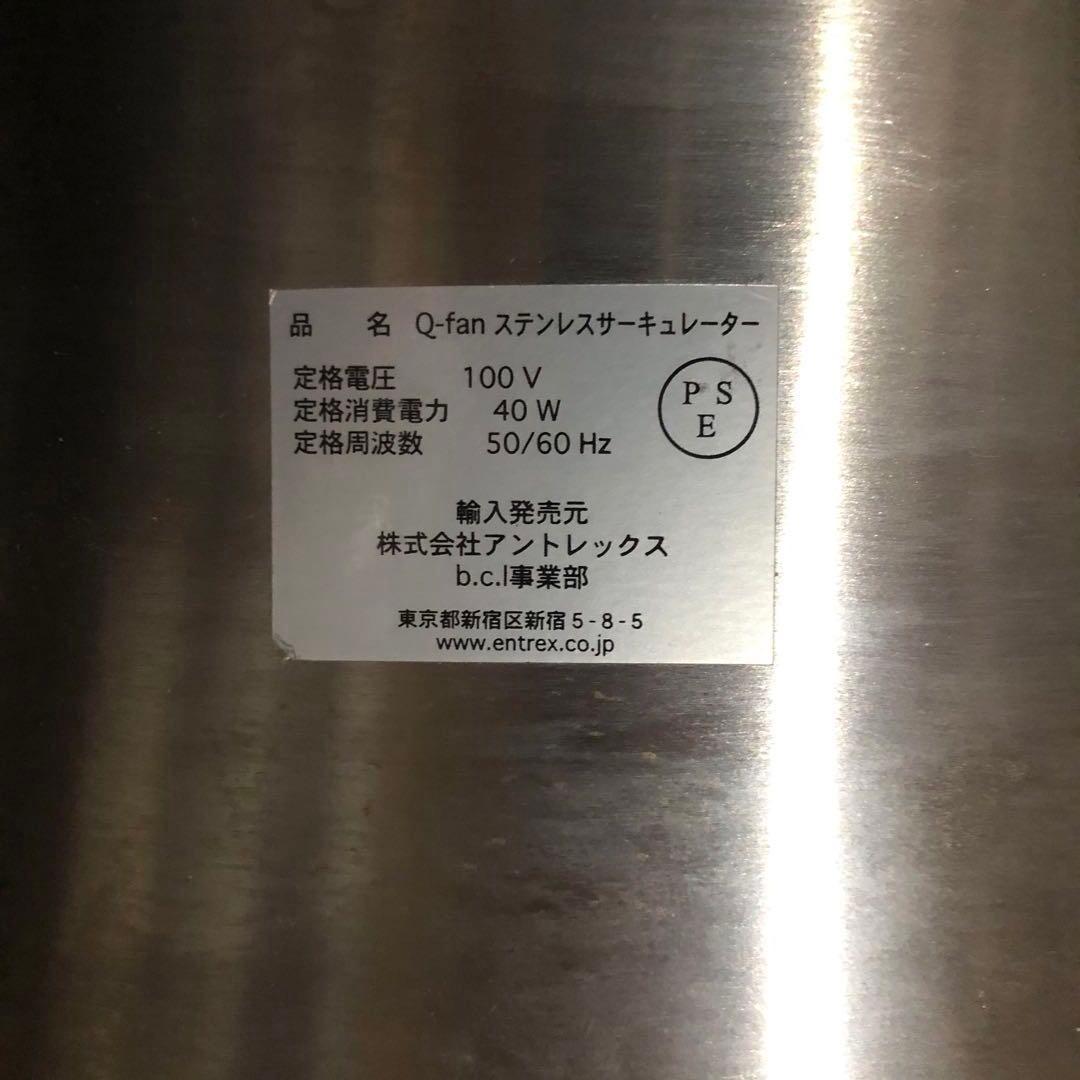 品　　名　Q-fan ステンレスサーキュレーター
定格電圧　　100 V
定格消費電力　　40 W
定格周波数　　50/60 Hz
P S
E
輸入発売元
株式会社アントレックス
b.c.l事業部
東京都新宿区新宿 5 - 8 - 5
www.entrex.co.jp